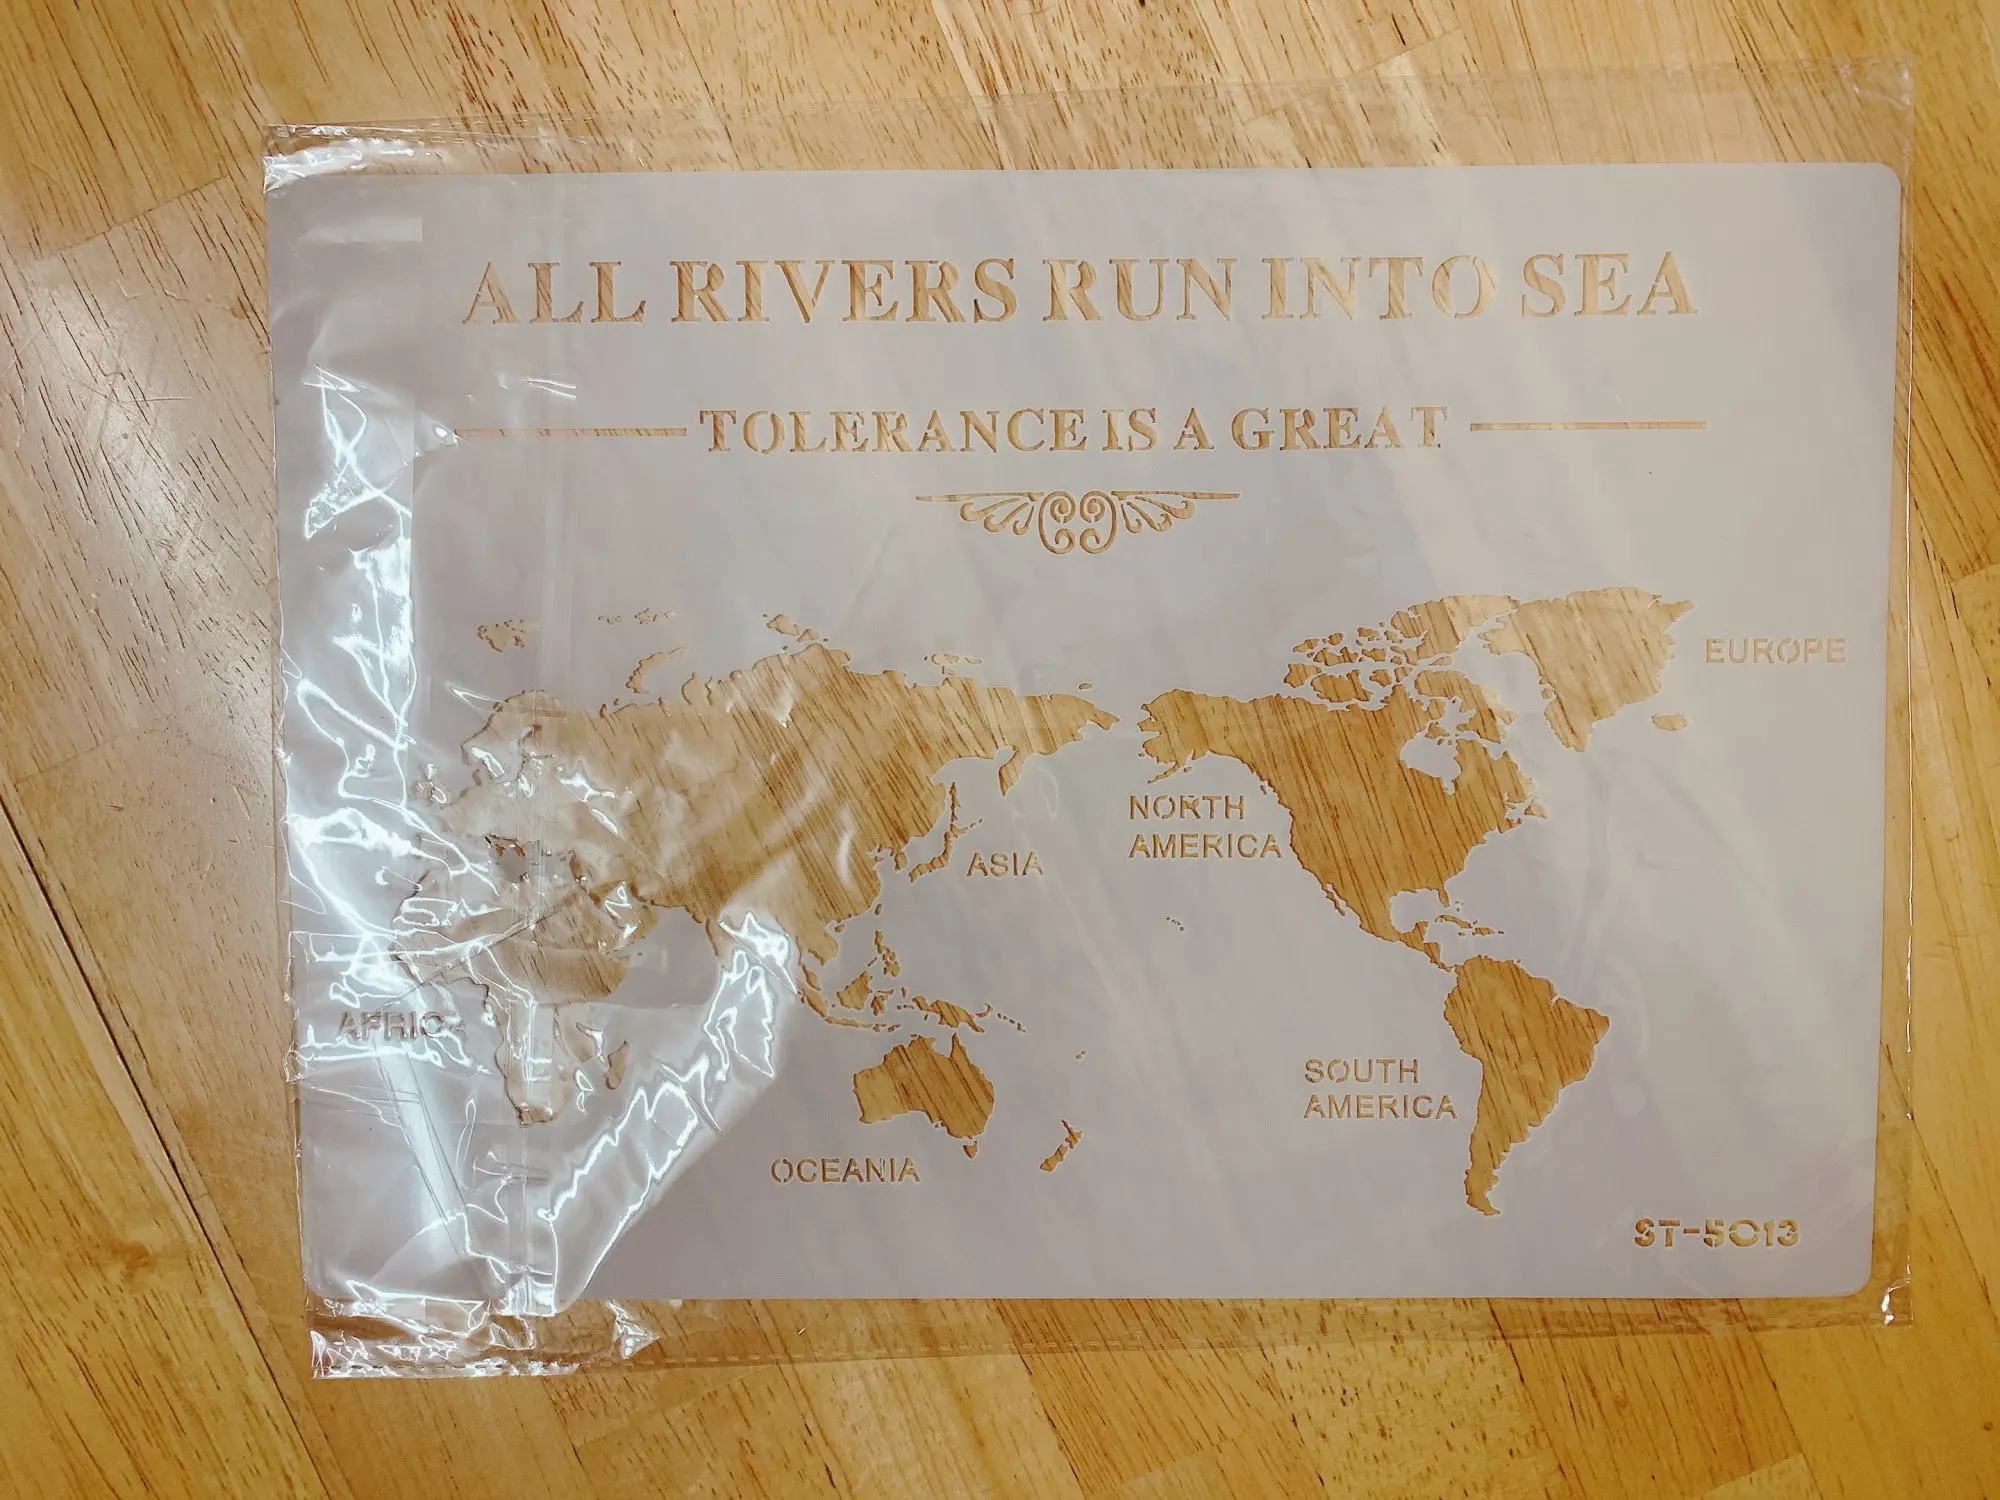 ALL RIVERS RUN INTO SEA
TOLERANCE IS A GREAT
EUROPE
NORTH
AMERICA
ASIA
AFRICA
SOUTH
AMERICA
OCEANIA
ST-5013